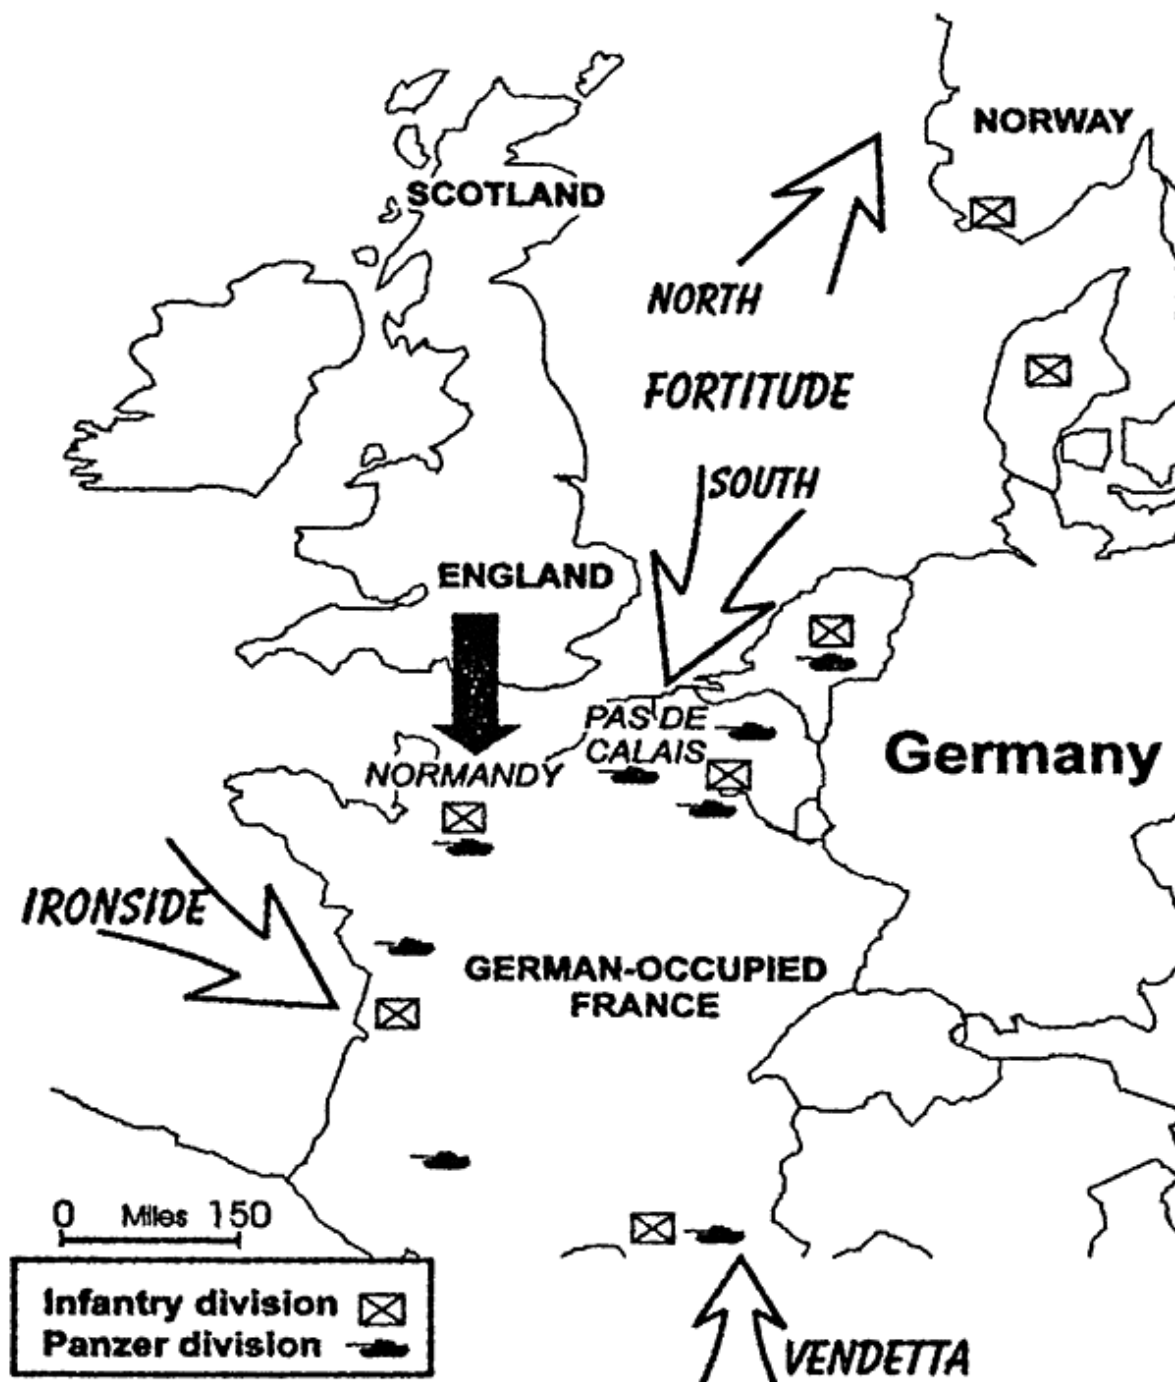 NORWAY
SCOTLAND
NORTH
FORTITUDE
SOUTH
ENGLAND
PAS DE
CALAIS
Germany
NORMANDY
IRONSIDE
GERMAN-OCCUPIED
FRANCE
0 Miles 150
Infantry division
Panzer division
VENDETTA